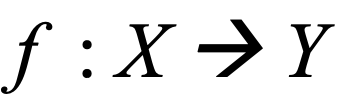 f : X → Y